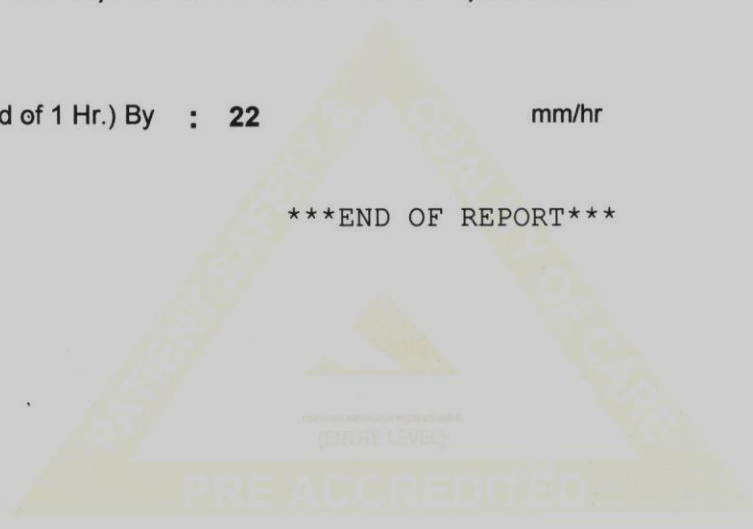 d of 1 Hr.) By : 22 mm/hr
***END OF REPORT***
PATIENT SAFETY & QUALITY OF CARE
(ENTRY LEVEL)
PRE ACCREDITED